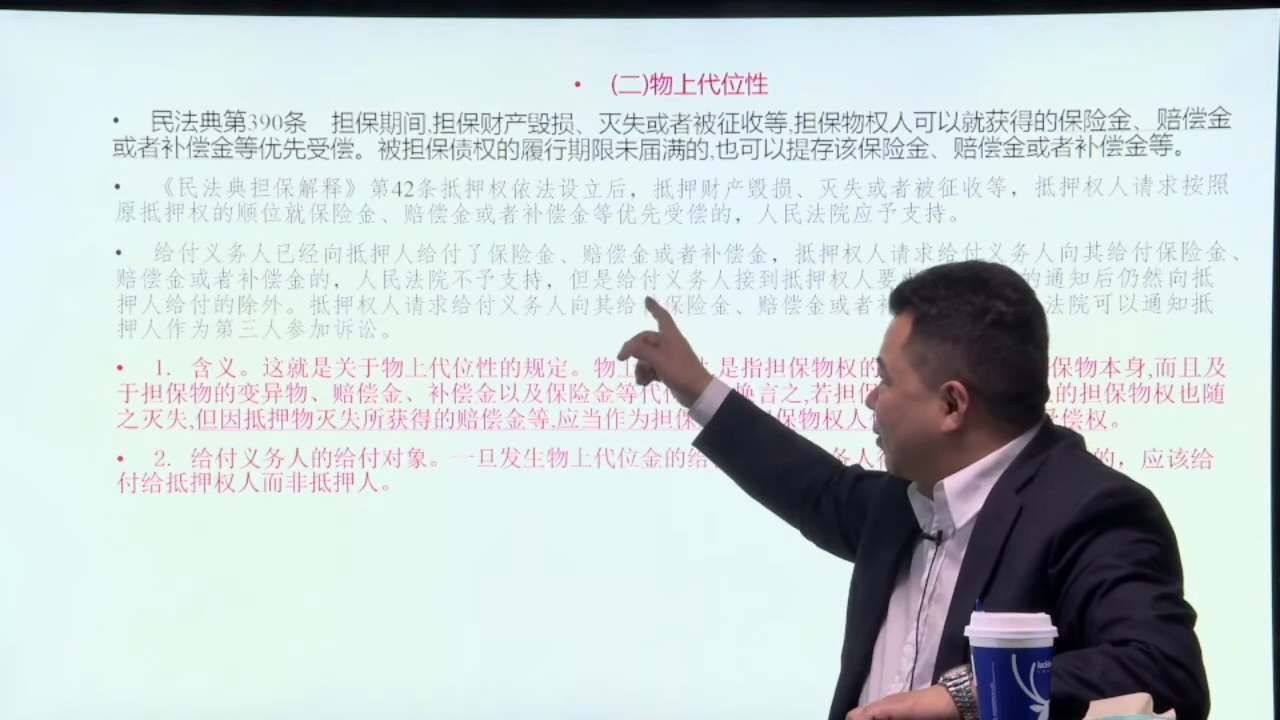 • (二)物上代位性
• 民法典第390条 担保期间,担保财产毁损、灭失或者被征收等,担保物权人可以就获得的保险金、赔偿金
或者补偿金等优先受偿。被担保债权的履行期限未届满的,也可以提存该保险金、赔偿金或者补偿金等。
• 《民法典担保解释》第42条抵押权依法设立后，抵押财产毁损、灭失或者被征收等，抵押权人请求按照
原抵押权的顺位就保险金、赔偿金或者补偿金等优先受偿的，人民法院应予支持。
• 给付义务人已经向抵押人给付了保险金、赔偿金或者补偿金，抵押权人请求给付义务人向其给付保险金、
赔偿金或者补偿金的，人民法院不予支持，但是给付义务人接到抵押权人要 的通知后仍然向抵
押人给付的除外。抵押权人请求给付义务人向其给付保险金、赔偿金或者 法院可以通知抵
押人作为第三人参加诉讼。
• 1. 含义。这就是关于物上代位性的规定。物上 性,是指担保物权的 保物本身,而且及
于担保物的变异物、赔偿金、补偿金以及保险金等代 换言之,若担保 的担保物权也随
之灭失,但因抵押物灭失所获得的赔偿金等,应当作为担保 保物权人 受偿权。
• 2. 给付义务人的给付对象。一旦发生物上代位金的给 务人 的，应该给
付给抵押权人而非抵押人。
luckin